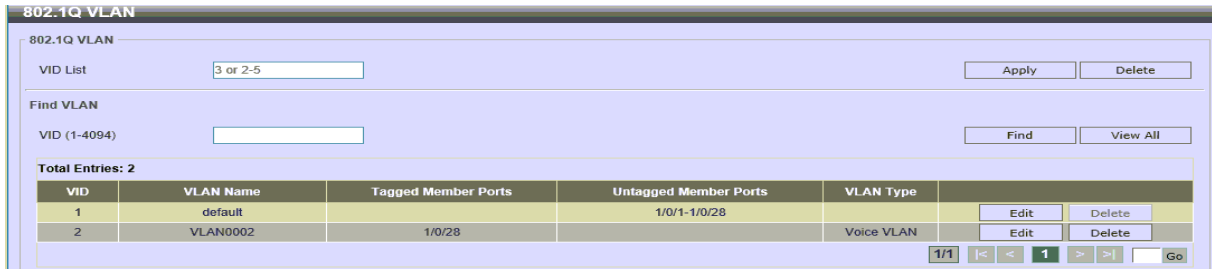 802.1Q VLAN
802.1Q VLAN
VID List 3 or 2-5 Apply Delete
Find VLAN
VID (1-4094) Find View All
Total Entries: 2
VID VLAN Name Tagged Member Ports Untagged Member Ports VLAN Type
1 default 1/0/1-1/0/28 Edit Delete
2 VLAN0002 1/0/28 Voice VLAN Edit Delete
1/1 |< < 1 > >| Go